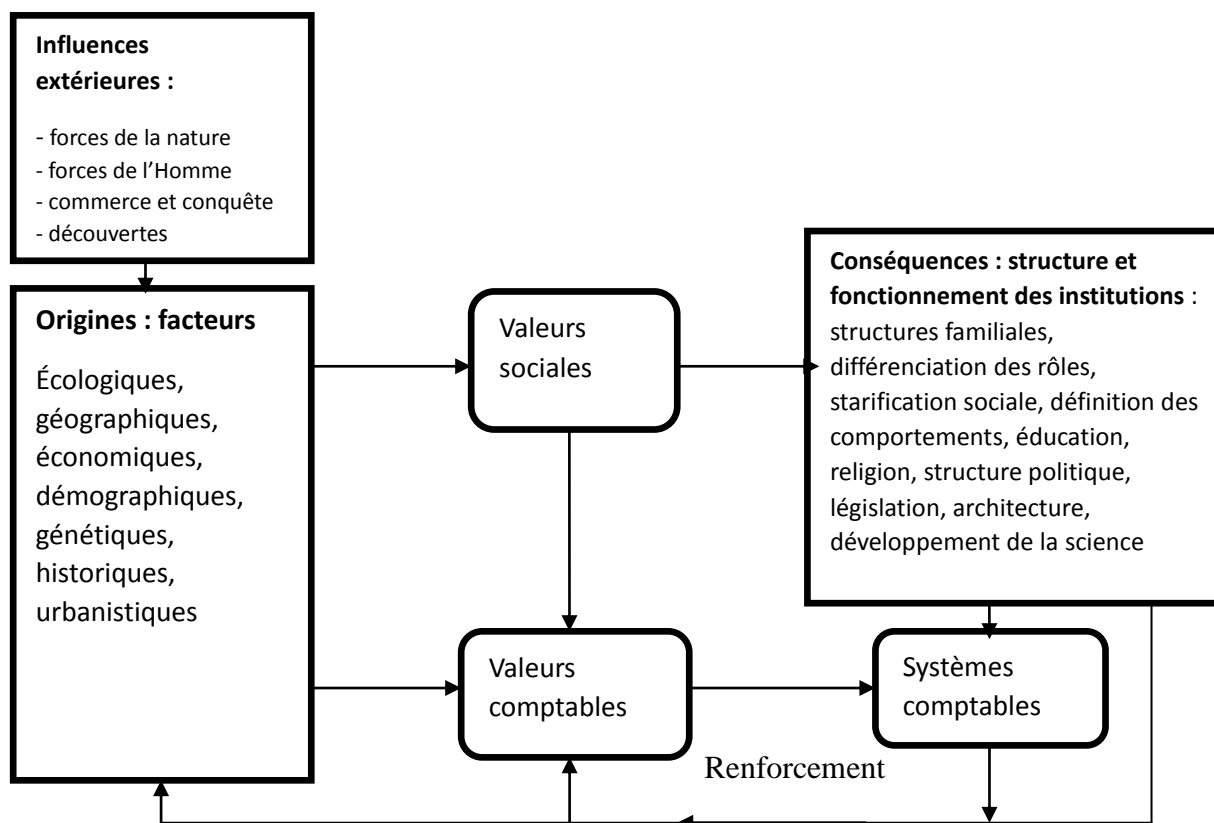 Influences
extérieures :
- forces de la nature
- forces de l’Homme
- commerce et conquête
- découvertes
Origines : facteurs
Écologiques,
géographiques,
économiques,
démographiques,
génétiques,
historiques,
urbanistiques
Valeurs
sociales
Conséquences : structure et
fonctionnement des institutions :
structures familiales,
différenciation des rôles,
starification sociale, définition des
comportements, éducation,
religion, structure politique,
législation, architecture,
développement de la science
Valeurs
comptables
Systèmes
comptables
Renforcement